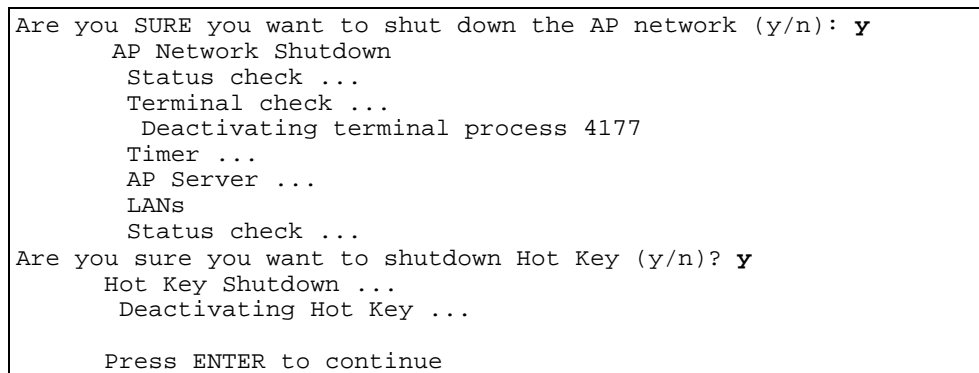 Are you SURE you want to shut down the AP network (y/n): y
AP Network Shutdown
Status check ...
Terminal check ...
Deactivating terminal process 4177
Timer ...
AP Server ...
LANs
Status check ...
Are you sure you want to shutdown Hot Key (y/n)? y
Hot Key Shutdown ...
Deactivating Hot Key ...
Press ENTER to continue